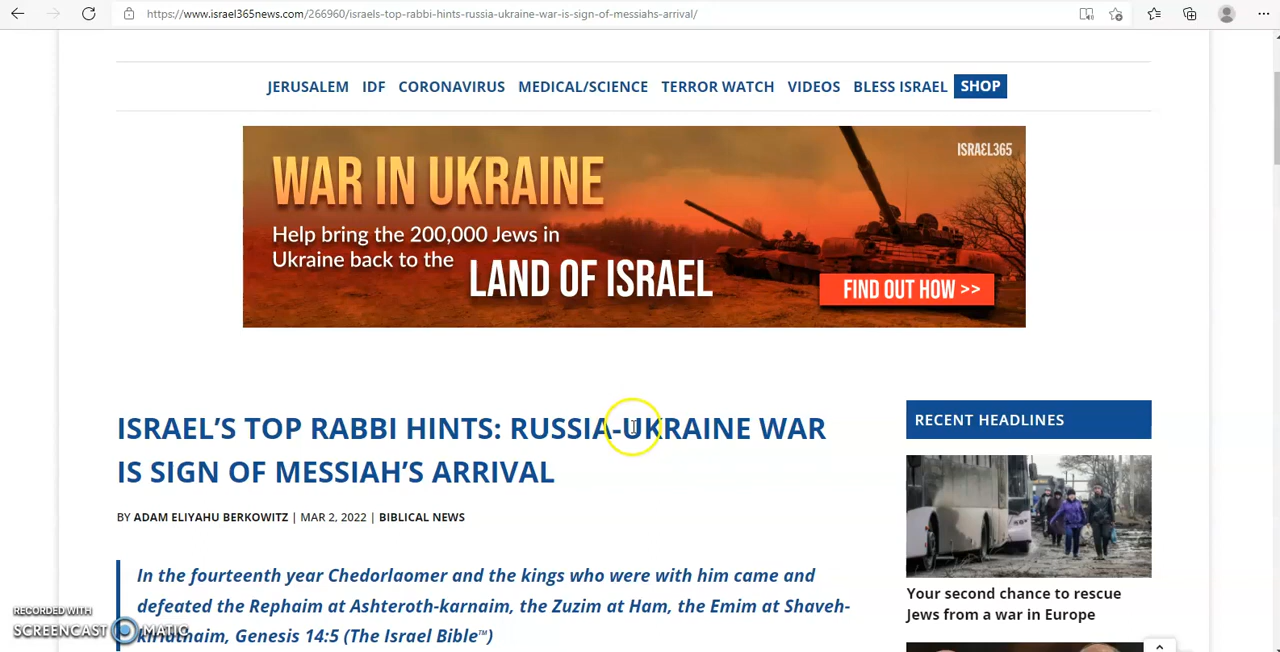 https://www.israel365news.com/266960/israels-top-rabbi-hints-russia-ukraine-war-is-sign-of-messiahs-arrival/
JERUSALEM IDF CORONAVIRUS MEDICAL/SCIENCE TERROR WATCH VIDEOS BLESS ISRAEL SHOP
ISRAEL365
WAR IN UKRAINE
Help bring the 200,000 Jews in
Ukraine back to the
LAND OF ISRAEL
FIND OUT HOW >>
ISRAEL'S TOP RABBI HINTS: RUSSIA-UKRAINE WAR
IS SIGN OF MESSIAH'S ARRIVAL
BY ADAM ELIYAHU BERKOWITZ | MAR 2, 2022 | BIBLICAL NEWS
In the fourteenth year Chedorlaomer and the kings who were with him came and
defeated the Rephaim at Ashteroth-karnaim, the Zuzim at Ham, the Emim at Shaveh-
kiriathaim, Genesis 14:5 (The Israel Bible™)
RECENT HEADLINES
Your second chance to rescue
Jews from a war in Europe
RECORDED WITH
SCREENCAST MATIC